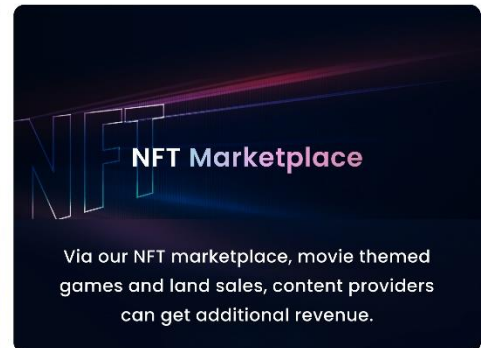 NFT
NFT Marketplace
Via our NFT marketplace, movie themed
games and land sales, content providers
can get additional revenue.